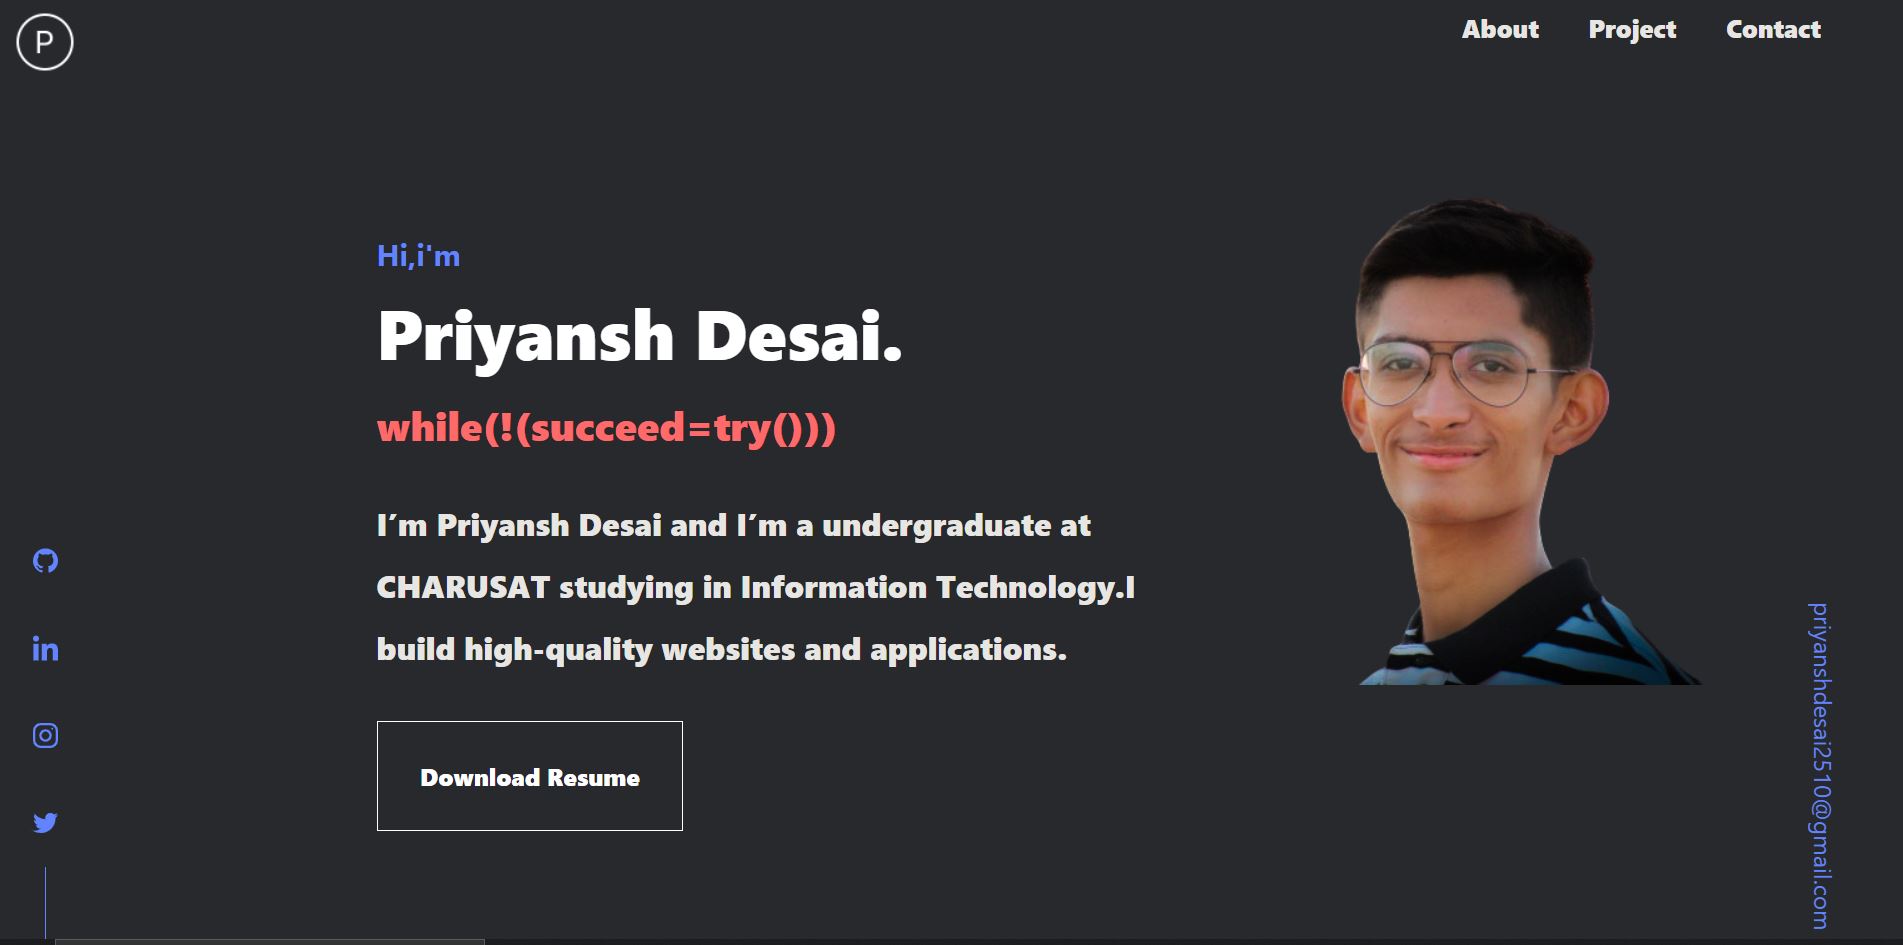 P
About Project Contact
Hi,i'm
Priyansh Desai.
while(!(succeed=try()))
I´m Priyansh Desai and I´m a undergraduate at
CHARUSAT studying in Information Technology.I
build high-quality websites and applications.
Download Resume
in
priyanshdesai2510@gmail.com